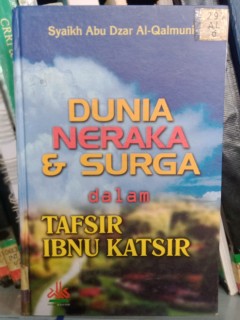 Syaikh Abu Dzar Al-Qalmuni
DUNIA
NERAKA
& SURGA
dalam
TAFSIR
IBNU KATSIR